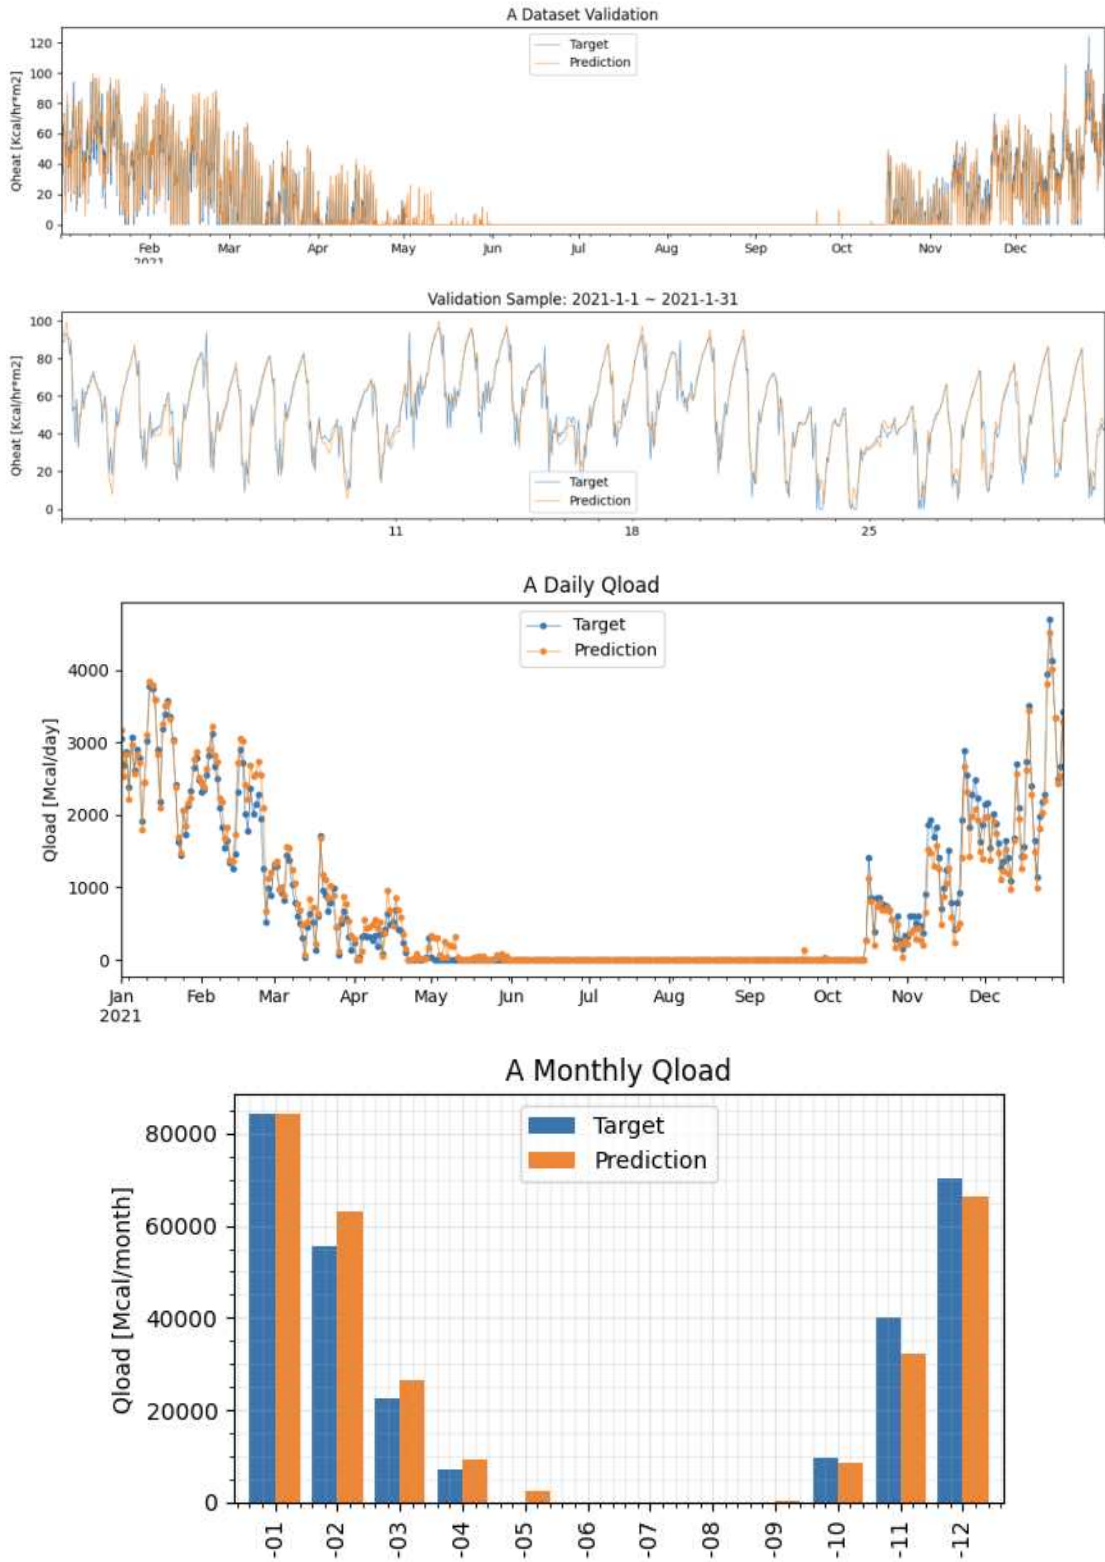 A Dataset Validation
Qheat [Kcal/hr*m2]
120
100
80
60
40
20
0
Target
Prediction
Feb
2021
Mar
Apr
May
Jun
Jul
Aug
Sep
Oct
Nov
Dec
Validation Sample: 2021-1-1 ~ 2021-1-31
Qheat [Kcal/hr*m2]
100
80
60
40
20
0
Target
Prediction
11
18
25
A Daily Qload
Qload [Mcal/day]
4000
3000
2000
1000
0
Target
Prediction
Jan
2021
Feb
Mar
Apr
May
Jun
Jul
Aug
Sep
Oct
Nov
Dec
A Monthly Qload
Qload [Mcal/month]
80000
60000
40000
20000
0
Target
Prediction
-01
-02
-03
-04
-05
-06
-07
-08
-09
-10
-11
-12